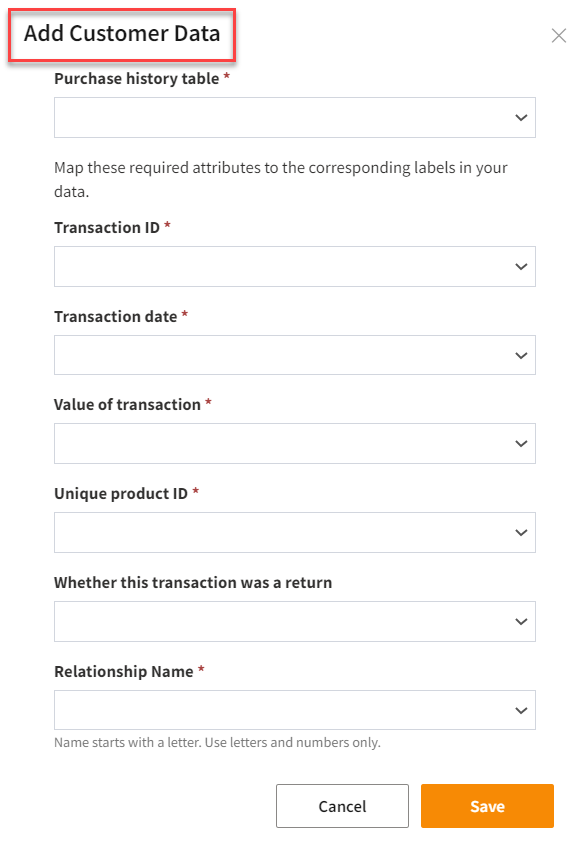 Add Customer Data
Purchase history table *
Map these required attributes to the corresponding labels in your
data.
Transaction ID *
Transaction date *
Value of transaction *
Unique product ID *
Whether this transaction was a return
Relationship Name *
Name starts with a letter. Use letters and numbers only.
Cancel Save